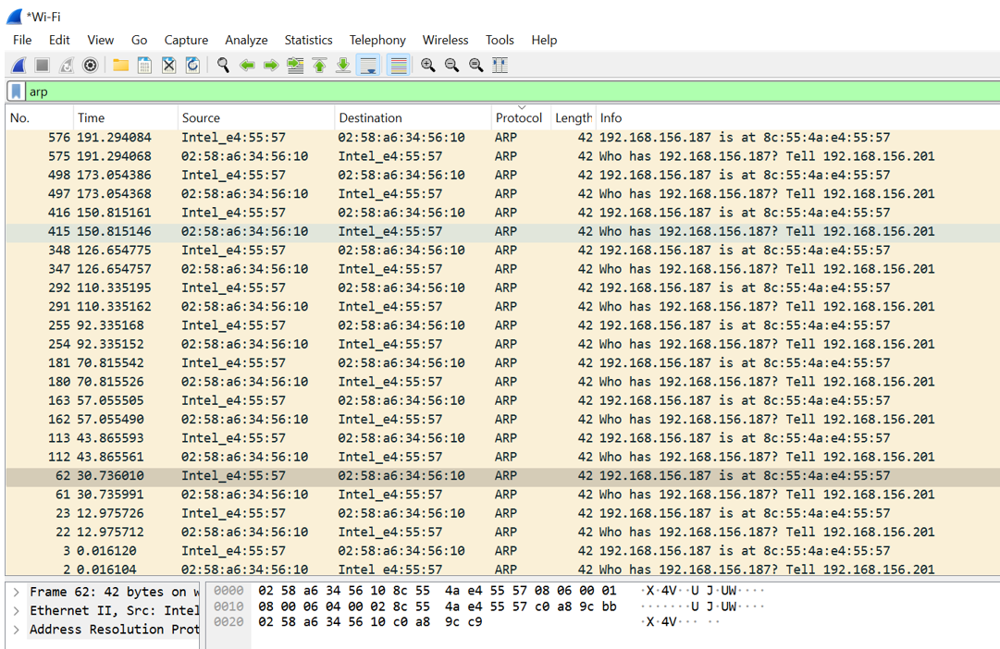 *Wi-Fi
File Edit View Go Capture Analyze Statistics Telephony Wireless Tools Help
arp
No. Time Source Destination Protocol Length Info
576 191.294084 Intel_e4:55:57 02:58:a6:34:56:10 ARP 42 192.168.156.187 is at 8c:55:4a:e4:55:57
575 191.294068 02:58:a6:34:56:10 Intel_e4:55:57 ARP 42 Who has 192.168.156.187? Tell 192.168.156.201
498 173.054386 Intel_e4:55:57 02:58:a6:34:56:10 ARP 42 192.168.156.187 is at 8c:55:4a:e4:55:57
497 173.054368 02:58:a6:34:56:10 Intel_e4:55:57 ARP 42 Who has 192.168.156.187? Tell 192.168.156.201
416 150.815161 Intel_e4:55:57 02:58:a6:34:56:10 ARP 42 192.168.156.187 is at 8c:55:4a:e4:55:57
415 150.815146 02:58:a6:34:56:10 Intel_e4:55:57 ARP 42 Who has 192.168.156.187? Tell 192.168.156.201
348 126.654775 Intel_e4:55:57 02:58:a6:34:56:10 ARP 42 192.168.156.187 is at 8c:55:4a:e4:55:57
347 126.654757 02:58:a6:34:56:10 Intel_e4:55:57 ARP 42 Who has 192.168.156.187? Tell 192.168.156.201
292 110.335195 Intel_e4:55:57 02:58:a6:34:56:10 ARP 42 192.168.156.187 is at 8c:55:4a:e4:55:57
291 110.335162 02:58:a6:34:56:10 Intel_e4:55:57 ARP 42 Who has 192.168.156.187? Tell 192.168.156.201
255 92.335168 Intel_e4:55:57 02:58:a6:34:56:10 ARP 42 192.168.156.187 is at 8c:55:4a:e4:55:57
254 92.335152 02:58:a6:34:56:10 Intel_e4:55:57 ARP 42 Who has 192.168.156.187? Tell 192.168.156.201
181 70.815542 Intel_e4:55:57 02:58:a6:34:56:10 ARP 42 192.168.156.187 is at 8c:55:4a:e4:55:57
180 70.815526 02:58:a6:34:56:10 Intel_e4:55:57 ARP 42 Who has 192.168.156.187? Tell 192.168.156.201
163 57.055505 Intel_e4:55:57 02:58:a6:34:56:10 ARP 42 192.168.156.187 is at 8c:55:4a:e4:55:57
162 57.055490 02:58:a6:34:56:10 Intel_e4:55:57 ARP 42 Who has 192.168.156.187? Tell 192.168.156.201
113 43.865593 Intel_e4:55:57 02:58:a6:34:56:10 ARP 42 192.168.156.187 is at 8c:55:4a:e4:55:57
112 43.865561 02:58:a6:34:56:10 Intel_e4:55:57 ARP 42 Who has 192.168.156.187? Tell 192.168.156.201
62 30.736010 Intel_e4:55:57 02:58:a6:34:56:10 ARP 42 192.168.156.187 is at 8c:55:4a:e4:55:57
61 30.735991 02:58:a6:34:56:10 Intel_e4:55:57 ARP 42 Who has 192.168.156.187? Tell 192.168.156.201
23 12.975726 Intel_e4:55:57 02:58:a6:34:56:10 ARP 42 192.168.156.187 is at 8c:55:4a:e4:55:57
22 12.975712 02:58:a6:34:56:10 Intel_e4:55:57 ARP 42 Who has 192.168.156.187? Tell 192.168.156.201
3 0.016120 Intel_e4:55:57 02:58:a6:34:56:10 ARP 42 192.168.156.187 is at 8c:55:4a:e4:55:57
2 0.016104 02:58:a6:34:56:10 Intel_e4:55:57 ARP 42 Who has 192.168.156.187? Tell 192.168.156.201
Frame 62: 42 bytes on w
Ethernet II, Src: Intel
Address Resolution Prot
0000 02 58 a6 34 56 10 8c 55 4a e4 55 57 08 06 00 01 ·X·4V··U J·UW····
0010 08 00 06 04 00 02 8c 55 4a e4 55 57 c0 a8 9c bb ·······U J·UW····
0020 02 58 a6 34 56 10 c0 a8 9c c9 ·X·4V··· ··